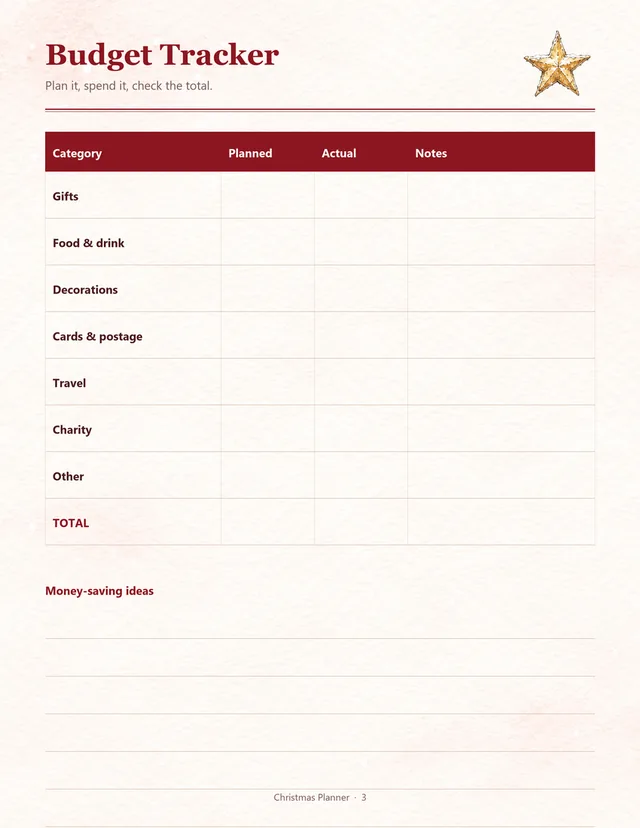 Budget Tracker
Plan it, spend it, check the total.
Category Planned Actual Notes
Gifts
Food & drink
Decorations
Cards & postage
Travel
Charity
Other
TOTAL
Money-saving ideas
Christmas Planner · 3